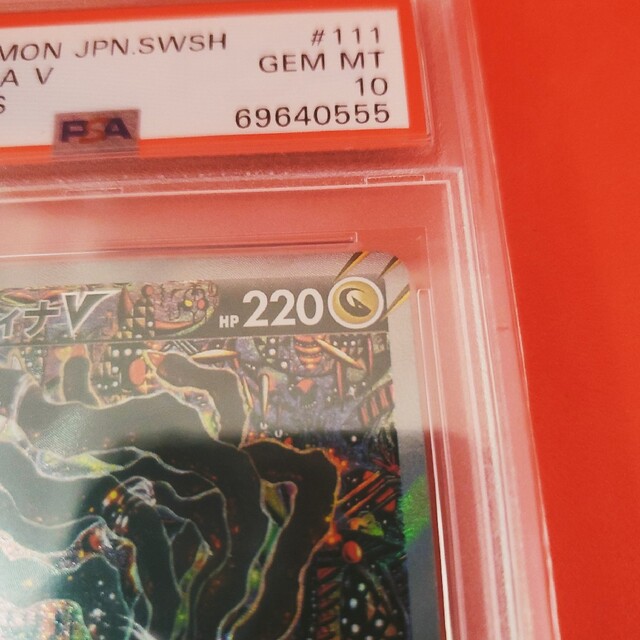 MON JPN.SWSH #111
A V GEM MT
S 10
PSA 69640555
ィナV HP 220